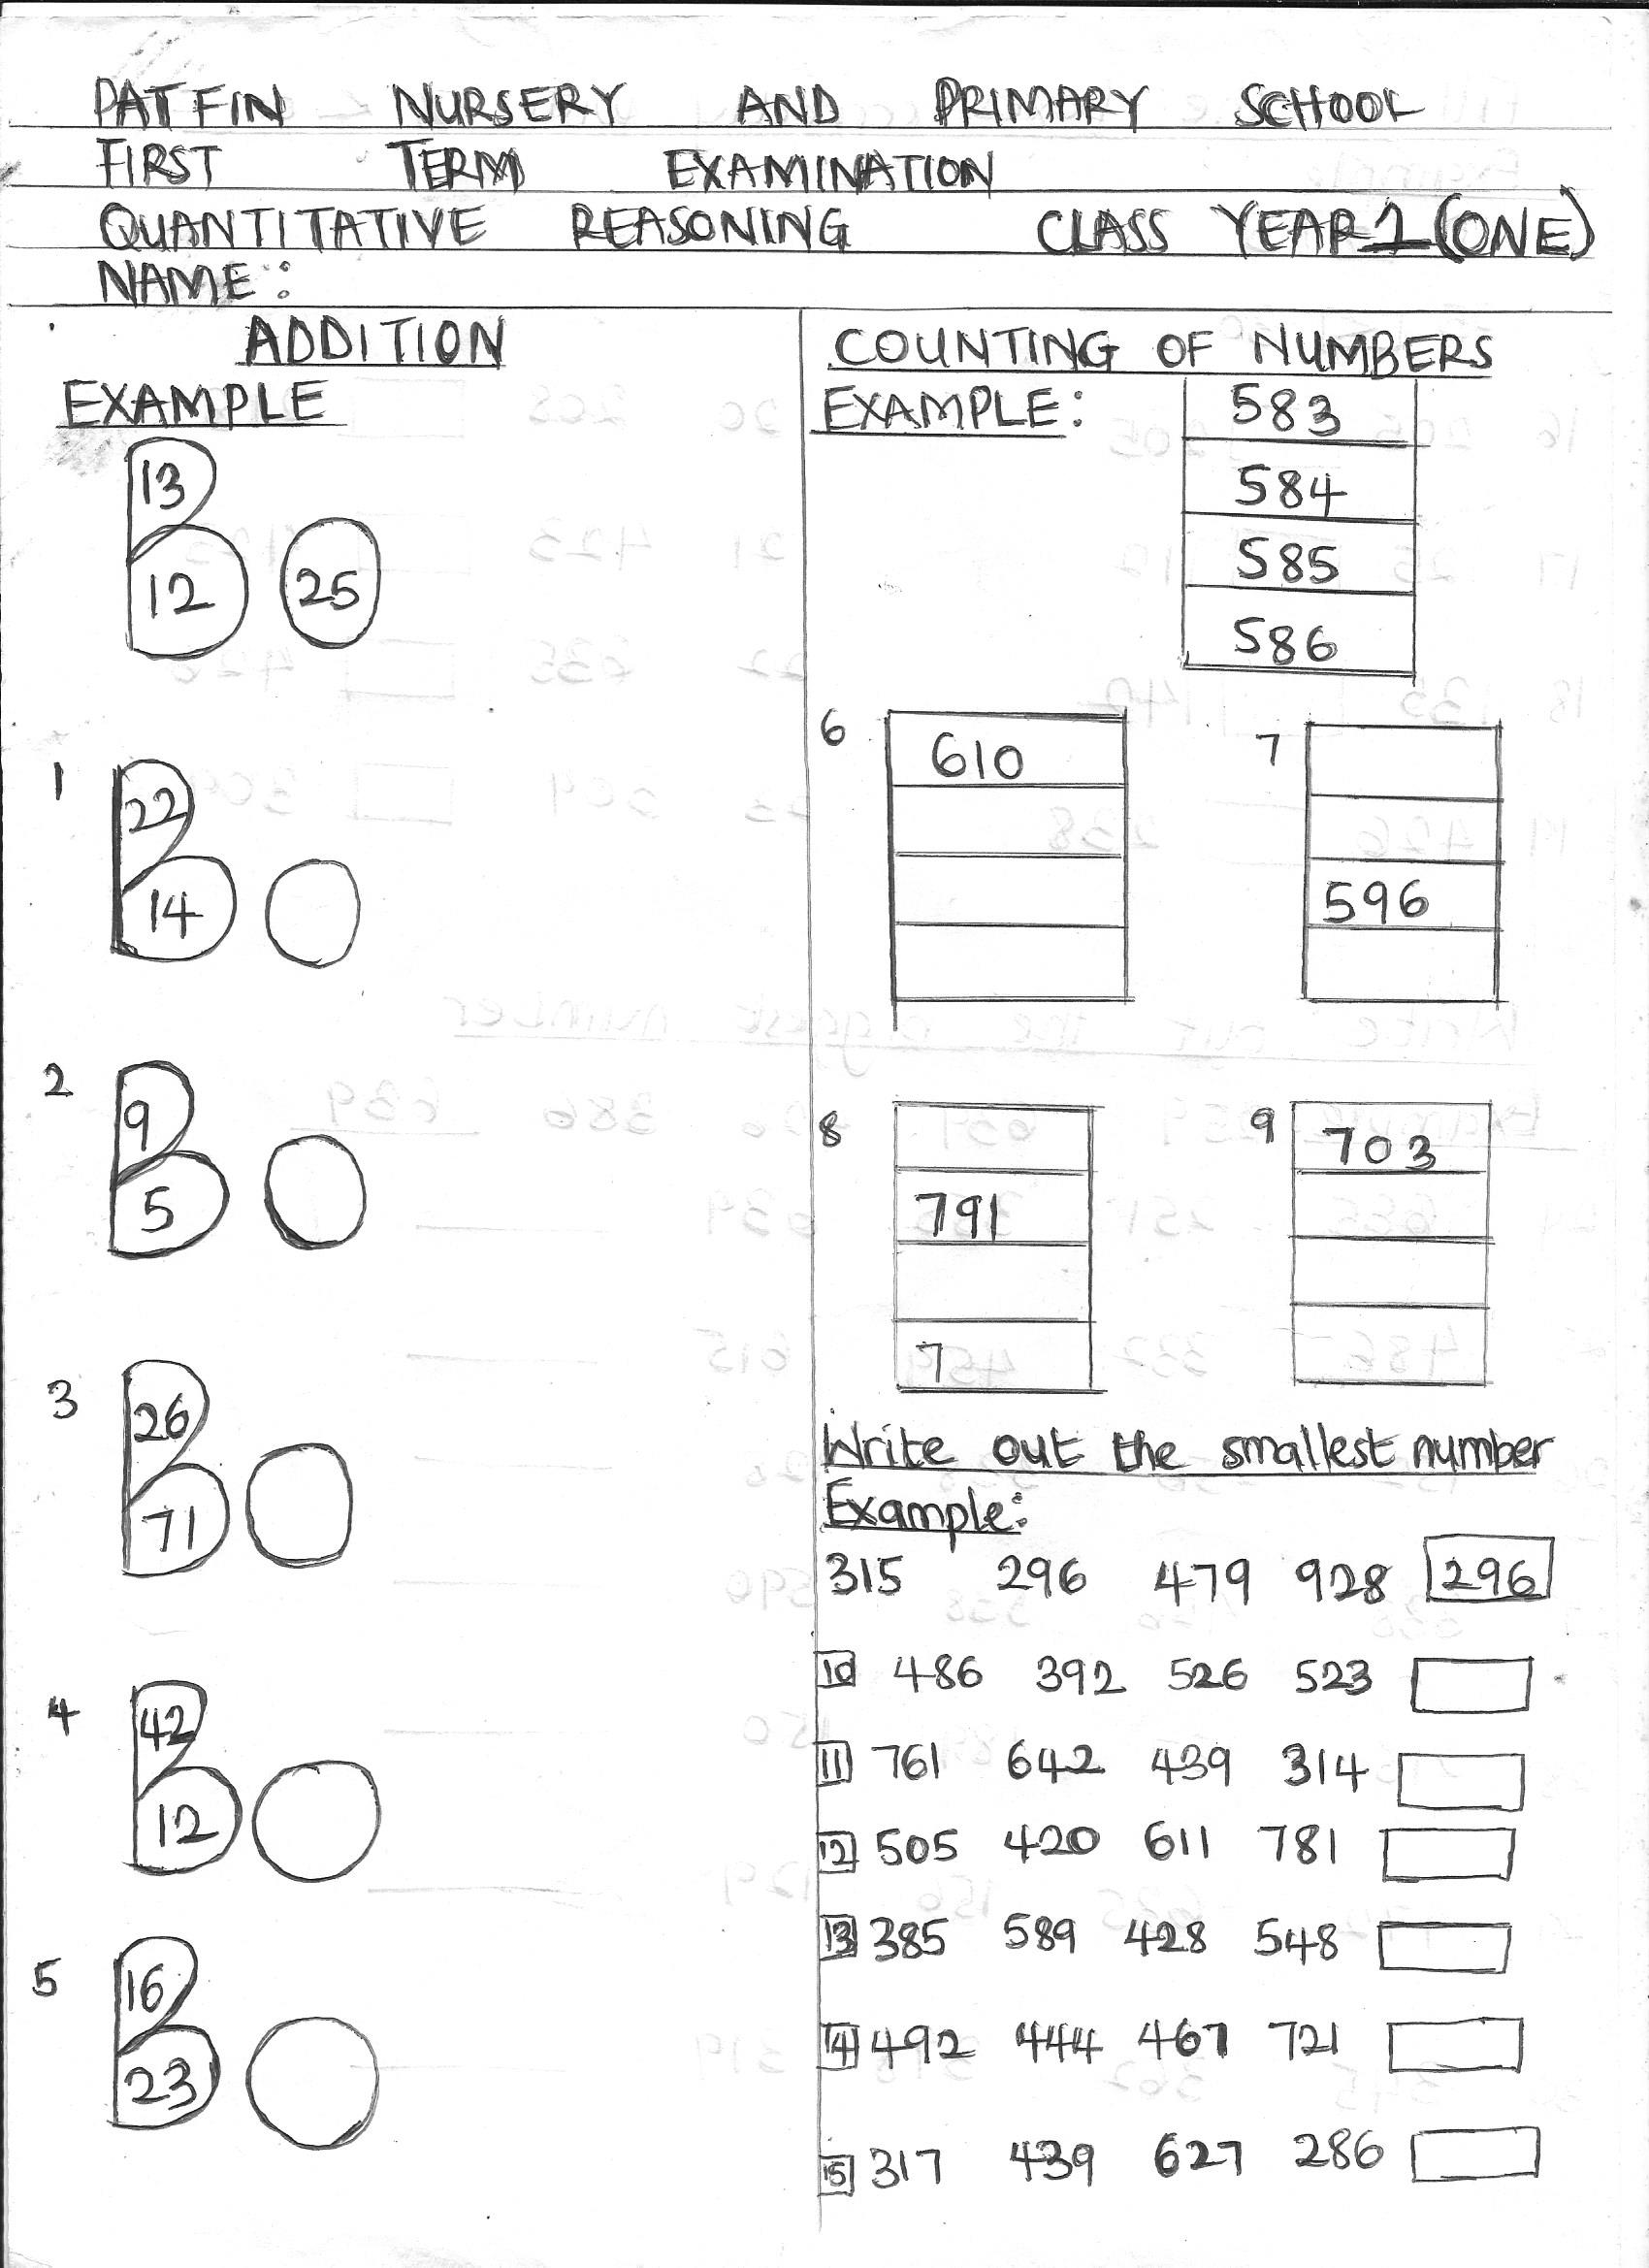 PATFIN NURSERY AND PRIMARY SCHOOL
FIRST TERM EXAMINATION
QUANTITATIVE REASONING CLASS YEAR 1 (ONE)
NAME:
ADDITION
EXAMPLE
13
12 25
1
22
14
2
9
5
3
26
71
4
42
12
5
16
23
COUNTING OF NUMBERS
EXAMPLE: 583
584
585
586
6 610
7
596
8
791
7
9 703
Write out the smallest number
Example:
315 296 479 928 296
10 486 392 526 523
11 761 642 439 314
12 505 420 611 781
13 385 589 428 548
14 492 444 467 721
15 317 439 627 286